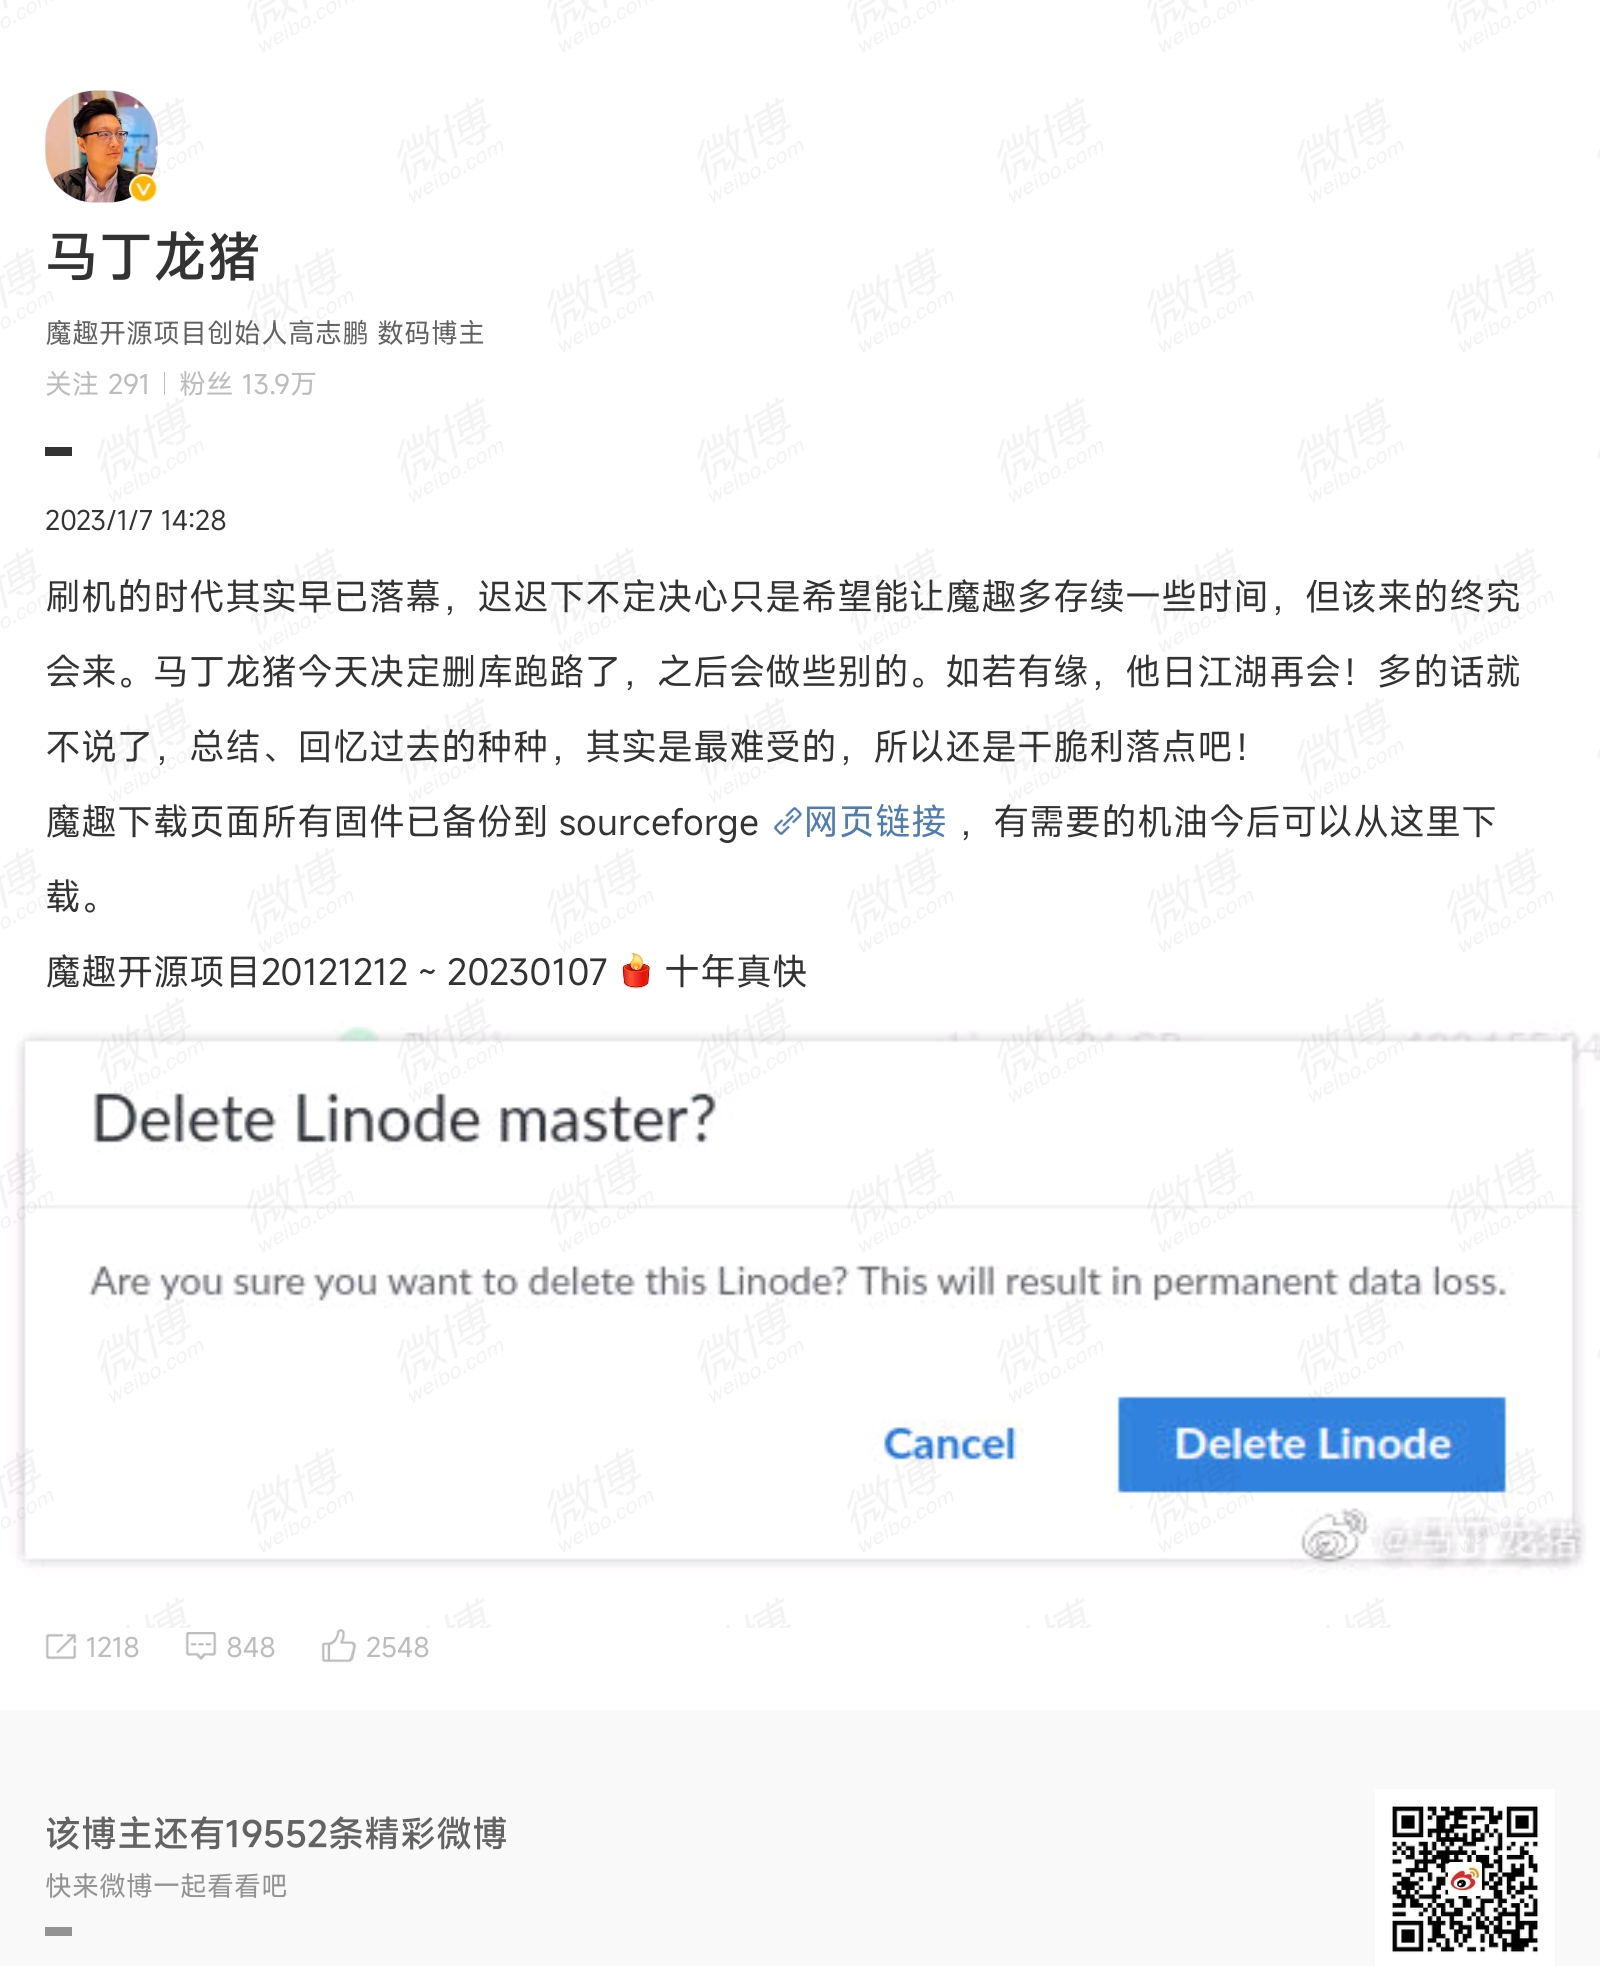 马丁龙猪
魔趣开源项目创始人高志鹏 数码博主
关注 291 | 粉丝 13.9万
2023/1/7 14:28
刷机的时代其实早已落幕，迟迟下不定决心只是希望能让魔趣多存续一些时间，但该来的终究
会来。马丁龙猪今天决定删库跑路了，之后会做些别的。如若有缘，他日江湖再会！多的话就
不说了，总结、回忆过去的种种，其实是最难受的，所以还是干脆利落点吧！
魔趣下载页面所有固件已备份到 sourceforge 网页链接 ，有需要的机油今后可以从这里下
载。
魔趣开源项目20121212 ~ 20230107 🕯 十年真快
Delete Linode master?
Are you sure you want to delete this Linode? This will result in permanent data loss.
Cancel
Delete Linode
@马丁龙猪
1218 848 2548
该博主还有19552条精彩微博
快来微博一起看看吧
微博
weibo.com